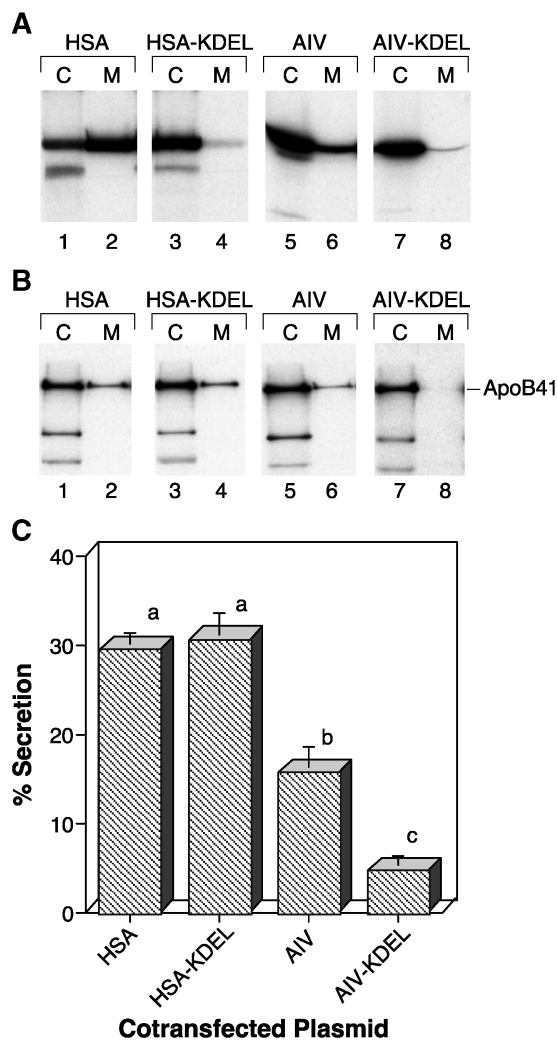 A
HSA HSA-KDEL AIV AIV-KDEL
C M C M C M C M
1 2 3 4 5 6 7 8
B
HSA HSA-KDEL AIV AIV-KDEL
C M C M C M C M
ApoB41
1 2 3 4 5 6 7 8
C
40
30
20
10
0
% Secretion
a a b c
HSA HSA-KDEL AIV AIV-KDEL
Cotransfected Plasmid